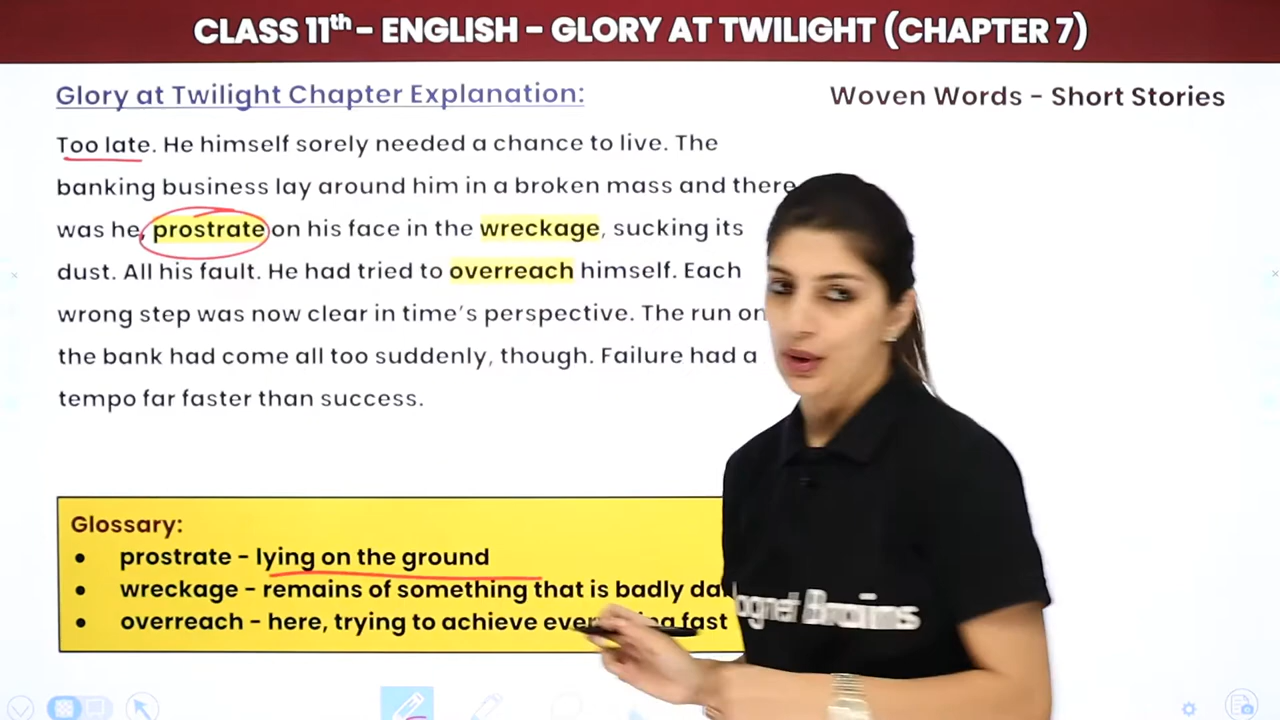 CLASS 11th - ENGLISH - GLORY AT TWILIGHT (CHAPTER 7)
Glory at Twilight Chapter Explanation:
Woven Words - Short Stories
Too late. He himself sorely needed a chance to live. The
banking business lay around him in a broken mass and there
was he, prostrate on his face in the wreckage, sucking its
dust. All his fault. He had tried to overreach himself. Each
wrong step was now clear in time's perspective. The run on
the bank had come all too suddenly, though. Failure had a
tempo far faster than success.
Glossary:
• prostrate - lying on the ground
• wreckage - remains of something that is badly
• overreach - here, trying to achieve fast
Brains